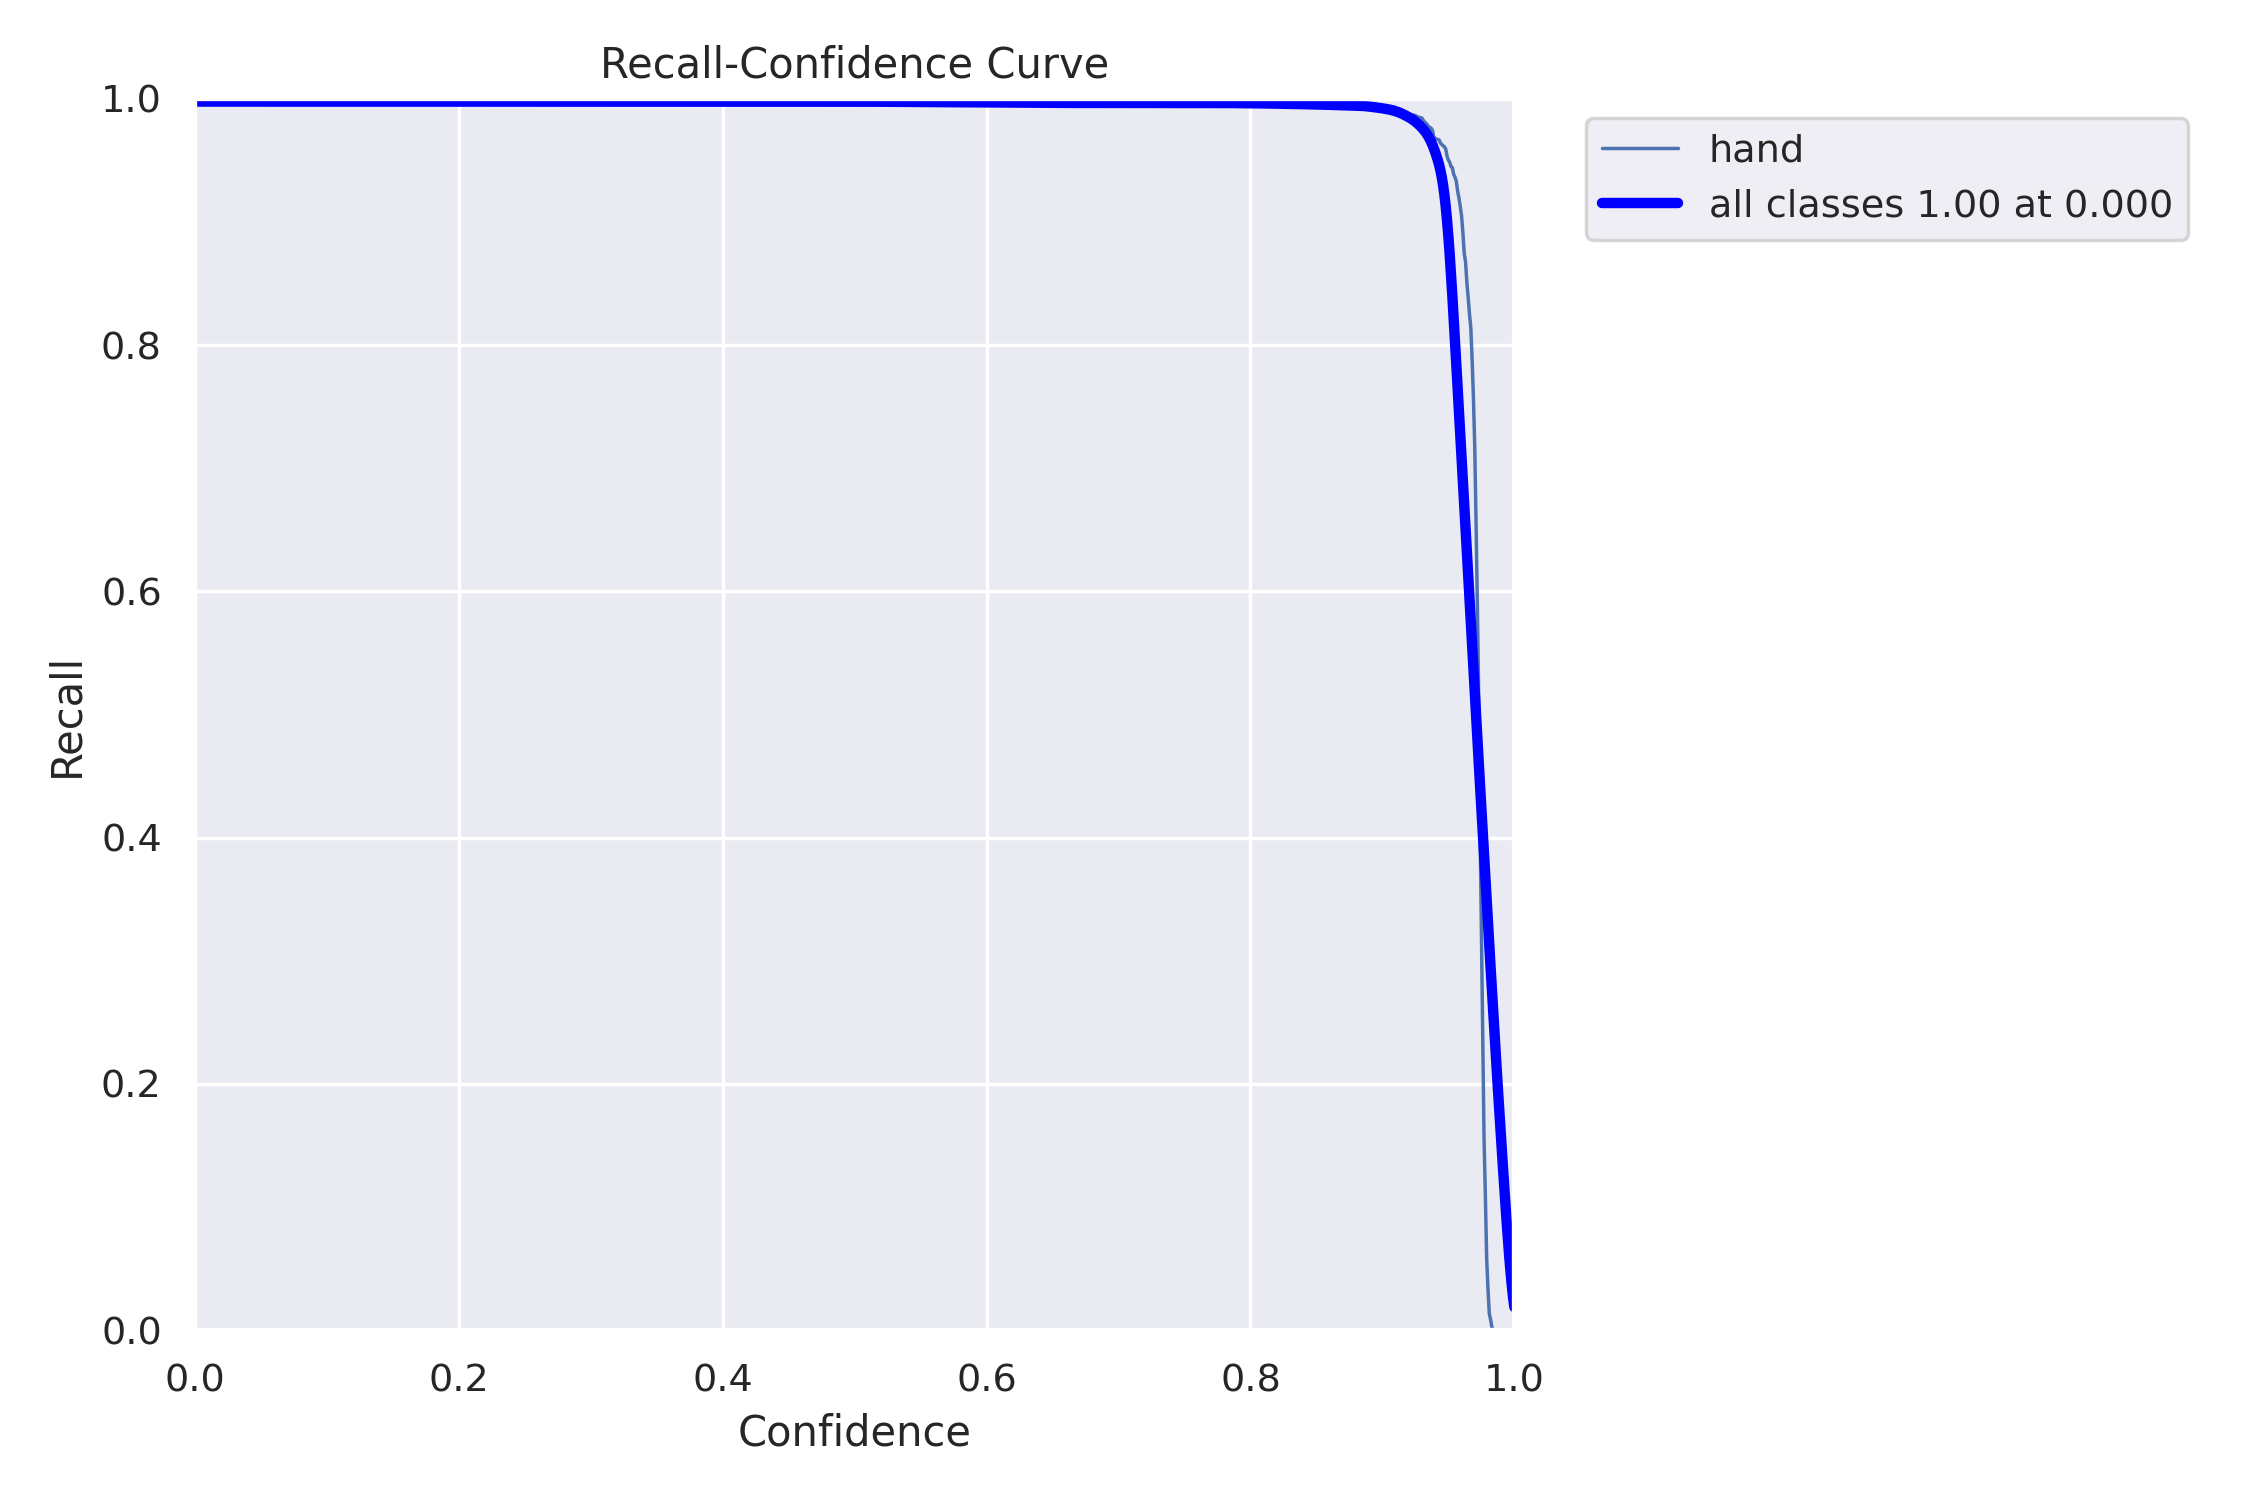 Recall-Confidence Curve
1.0
0.8
0.6
0.4
0.2
0.0
Recall
0.0 0.2 0.4 0.6 0.8 1.0
Confidence
hand
all classes 1.00 at 0.000